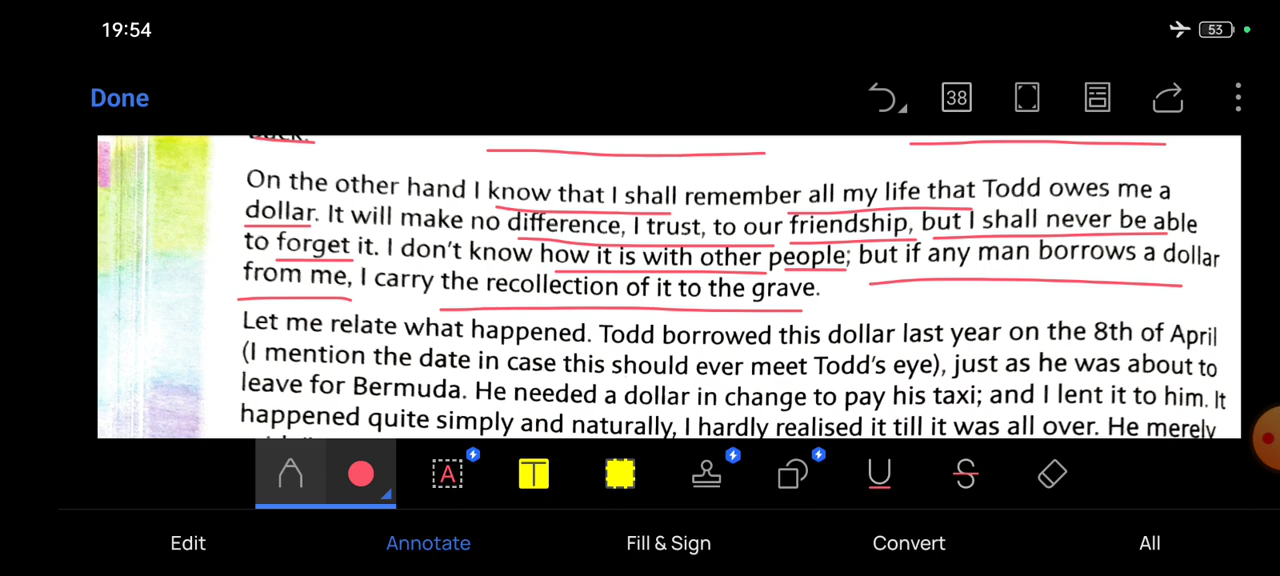 19:54
53
Done
38
On the other hand I know that I shall remember all my life that Todd owes me a
dollar. It will make no difference, I trust, to our friendship, but I shall never be able
to forget it. I don't know how it is with other people; but if any man borrows a dollar
from me, I carry the recollection of it to the grave.
Let me relate what happened. Todd borrowed this dollar last year on the 8th of April
(I mention the date in case this should ever meet Todd's eye), just as he was about to
leave for Bermuda. He needed a dollar in change to pay his taxi; and I lent it to him. It
happened quite simply and naturally, I hardly realised it till it was all over. He merely
A
T
U
S
Edit
Annotate
Fill & Sign
Convert
All